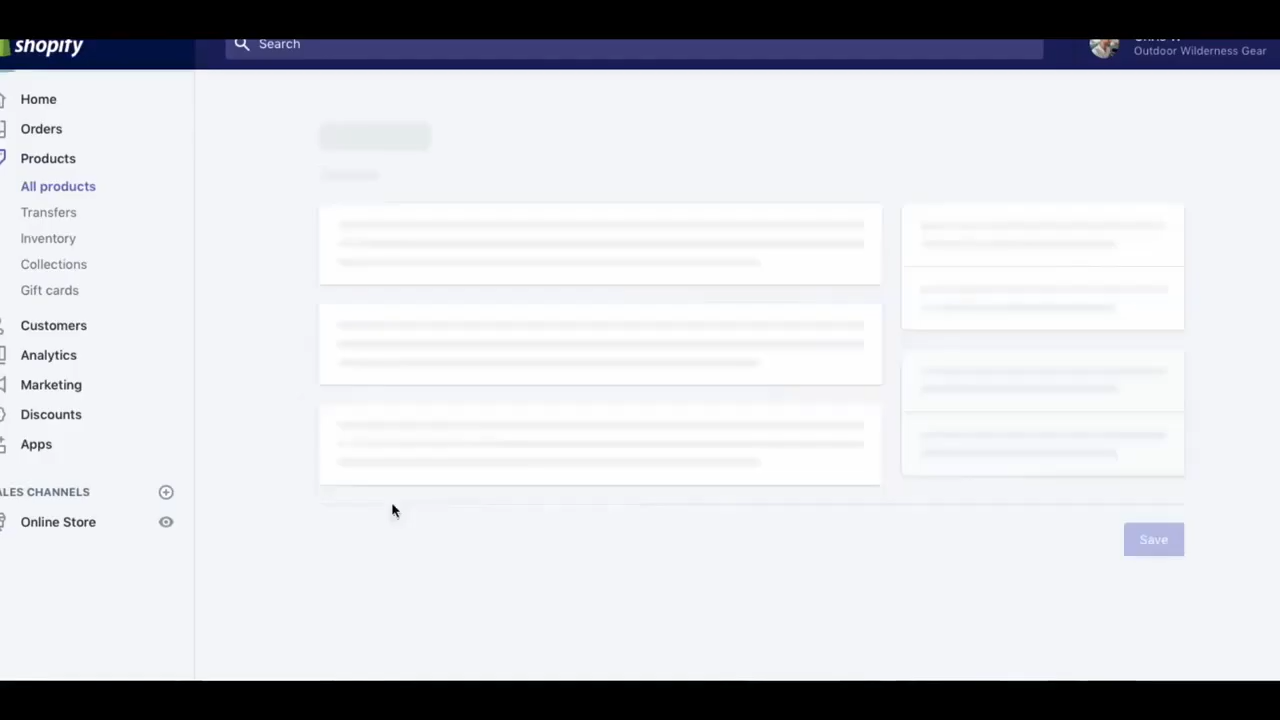 shopify
Search
Outdoor Wilderness Gear
Home
Orders
Products
All products
Transfers
Inventory
Collections
Gift cards
Customers
Analytics
Marketing
Discounts
Apps
ALES CHANNELS
Online Store
Save